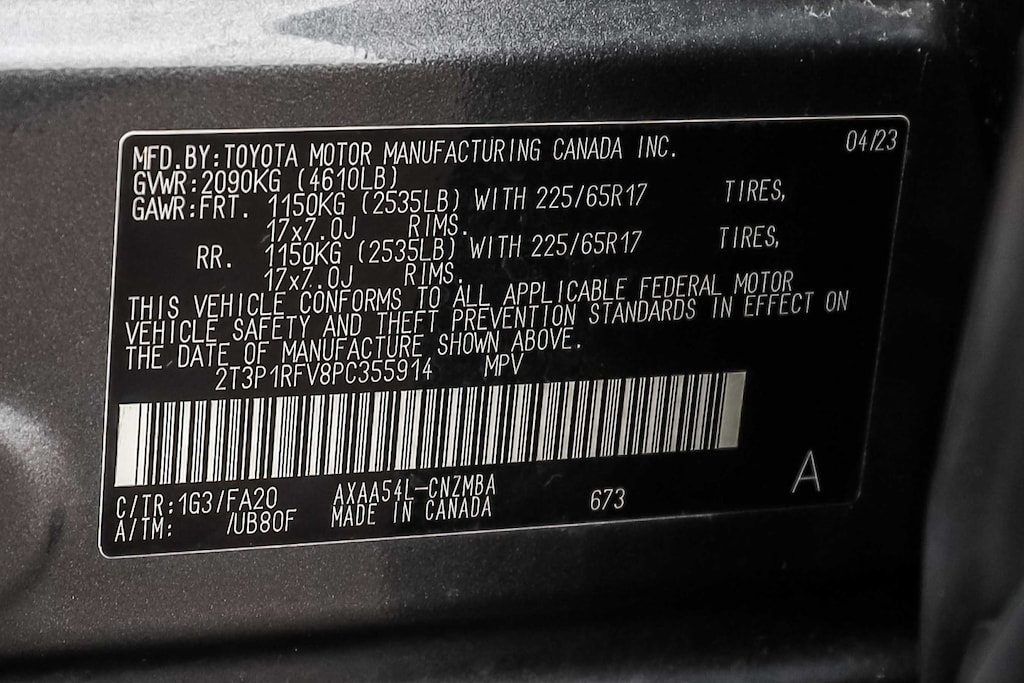 MFD.BY:TOYOTA MOTOR MANUFACTURING CANADA INC. 04/23
GVWR:2090KG (4610LB)
GAWR:FRT. 1150KG (2535LB) WITH 225/65R17 TIRES,
17x7.0J RIMS.
RR. 1150KG (2535LB) WITH 225/65R17 TIRES,
17x7.0J RIMS.
THIS VEHICLE CONFORMS TO ALL APPLICABLE FEDERAL MOTOR
VEHICLE SAFETY AND THEFT PREVENTION STANDARDS IN EFFECT ON
THE DATE OF MANUFACTURE SHOWN ABOVE.
2T3P1RFV8PC355914 MPV
C/TR:1G3/FA20 AXAA54L-CNZMBA 673 A
A/TM: /UB80F MADE IN CANADA